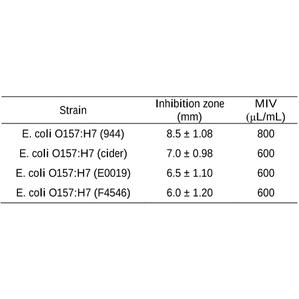 Strain Inhibition zone (mm) MIV (μL/mL)
E. coli O157:H7 (944) 8.5 ± 1.08 800
E. coli O157:H7 (cider) 7.0 ± 0.98 600
E. coli O157:H7 (E0019) 6.5 ± 1.10 600
E. coli O157:H7 (F4546) 6.0 ± 1.20 600